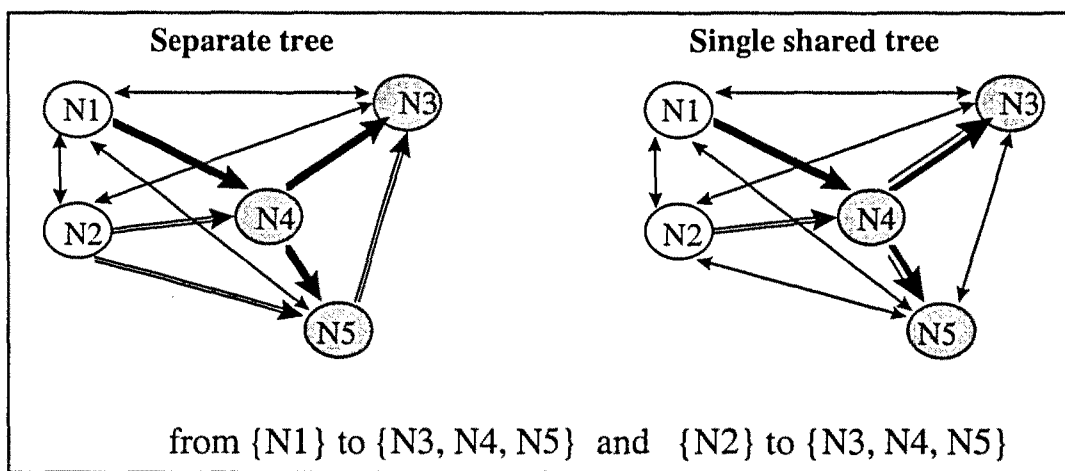 Separate tree
Single shared tree
N1
N3
N4
N2
N5
N1
N3
N4
N2
N5
from {N1} to {N3, N4, N5} and {N2} to {N3, N4, N5}